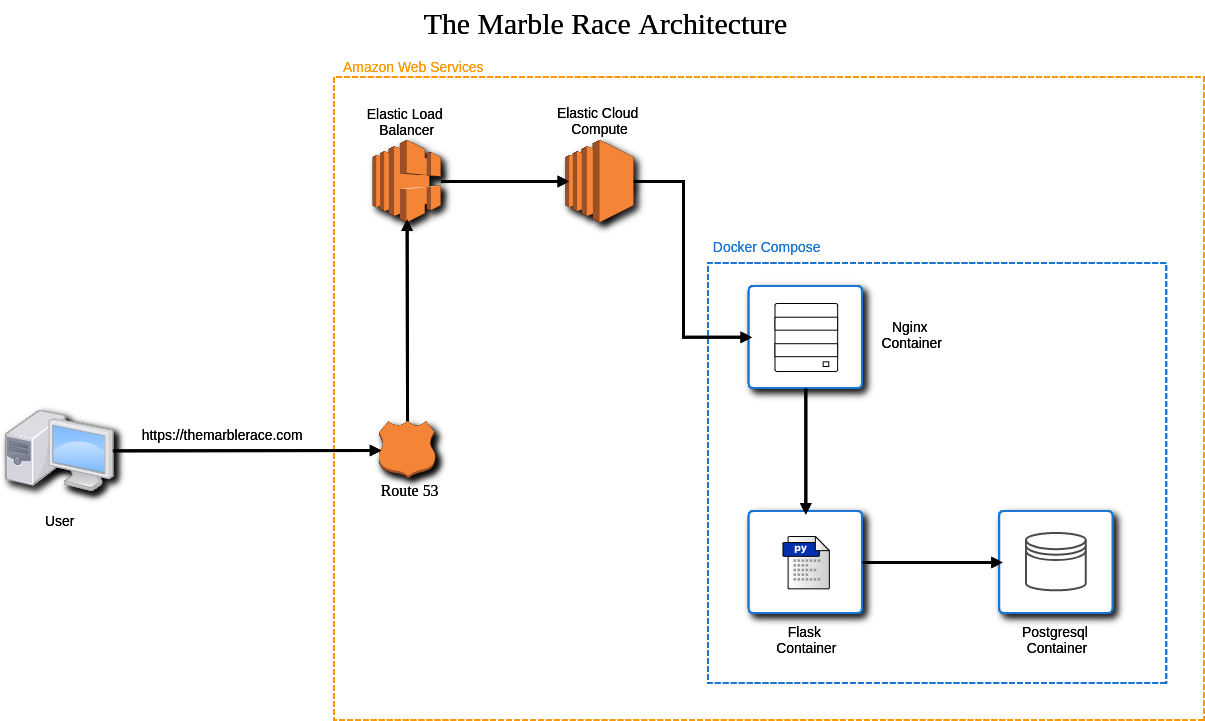 The Marble Race Architecture
Amazon Web Services
Elastic Load
Balancer
Elastic Cloud
Compute
Docker Compose
Nginx
Container
https://themarblerace.com
Route 53
User
py
Flask
Container
Postgresql
Container